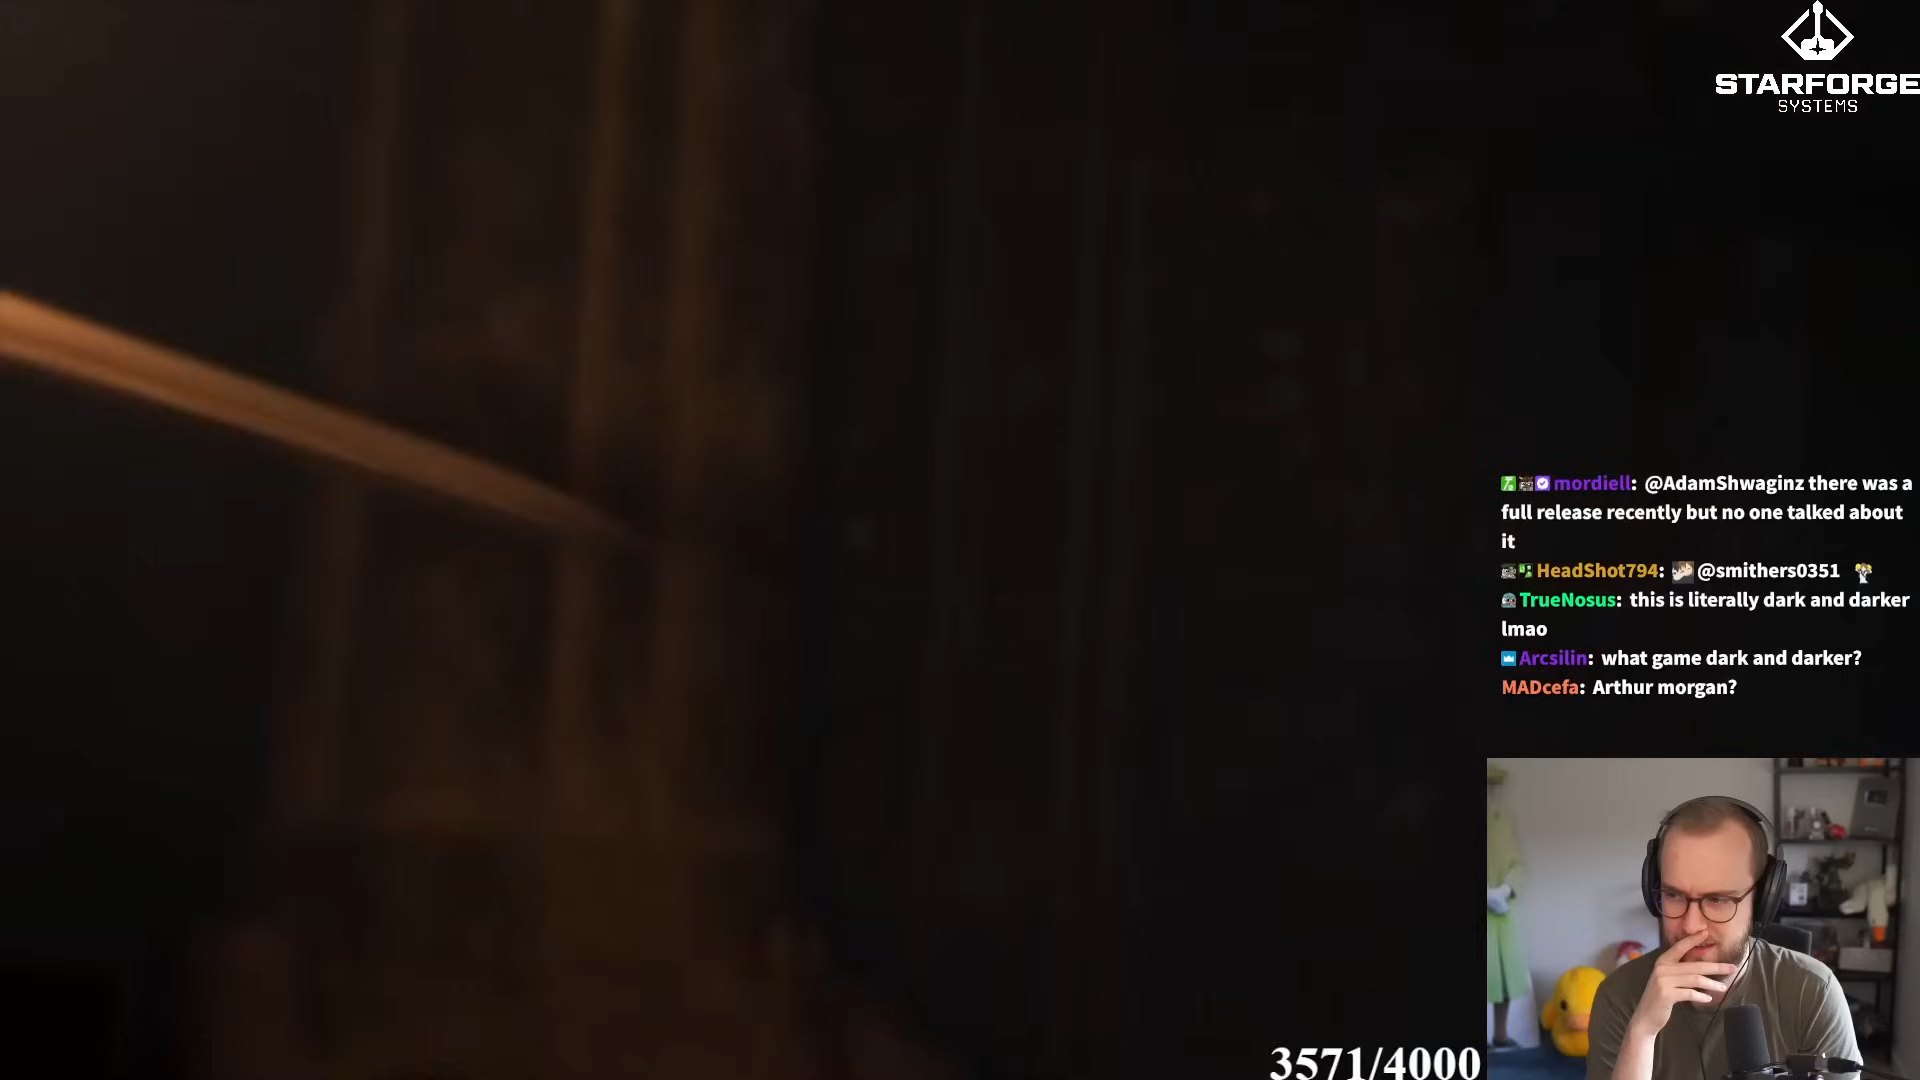 STARFORGE
SYSTEMS
mordiell: @AdamShwaginz there was a
full release recently but no one talked about
it
HeadShot794: @smithers0351
TrueNosus: this is literally dark and darker
lmao
Arcsilin: what game dark and darker?
MADcefa: Arthur morgan?
3571/4000